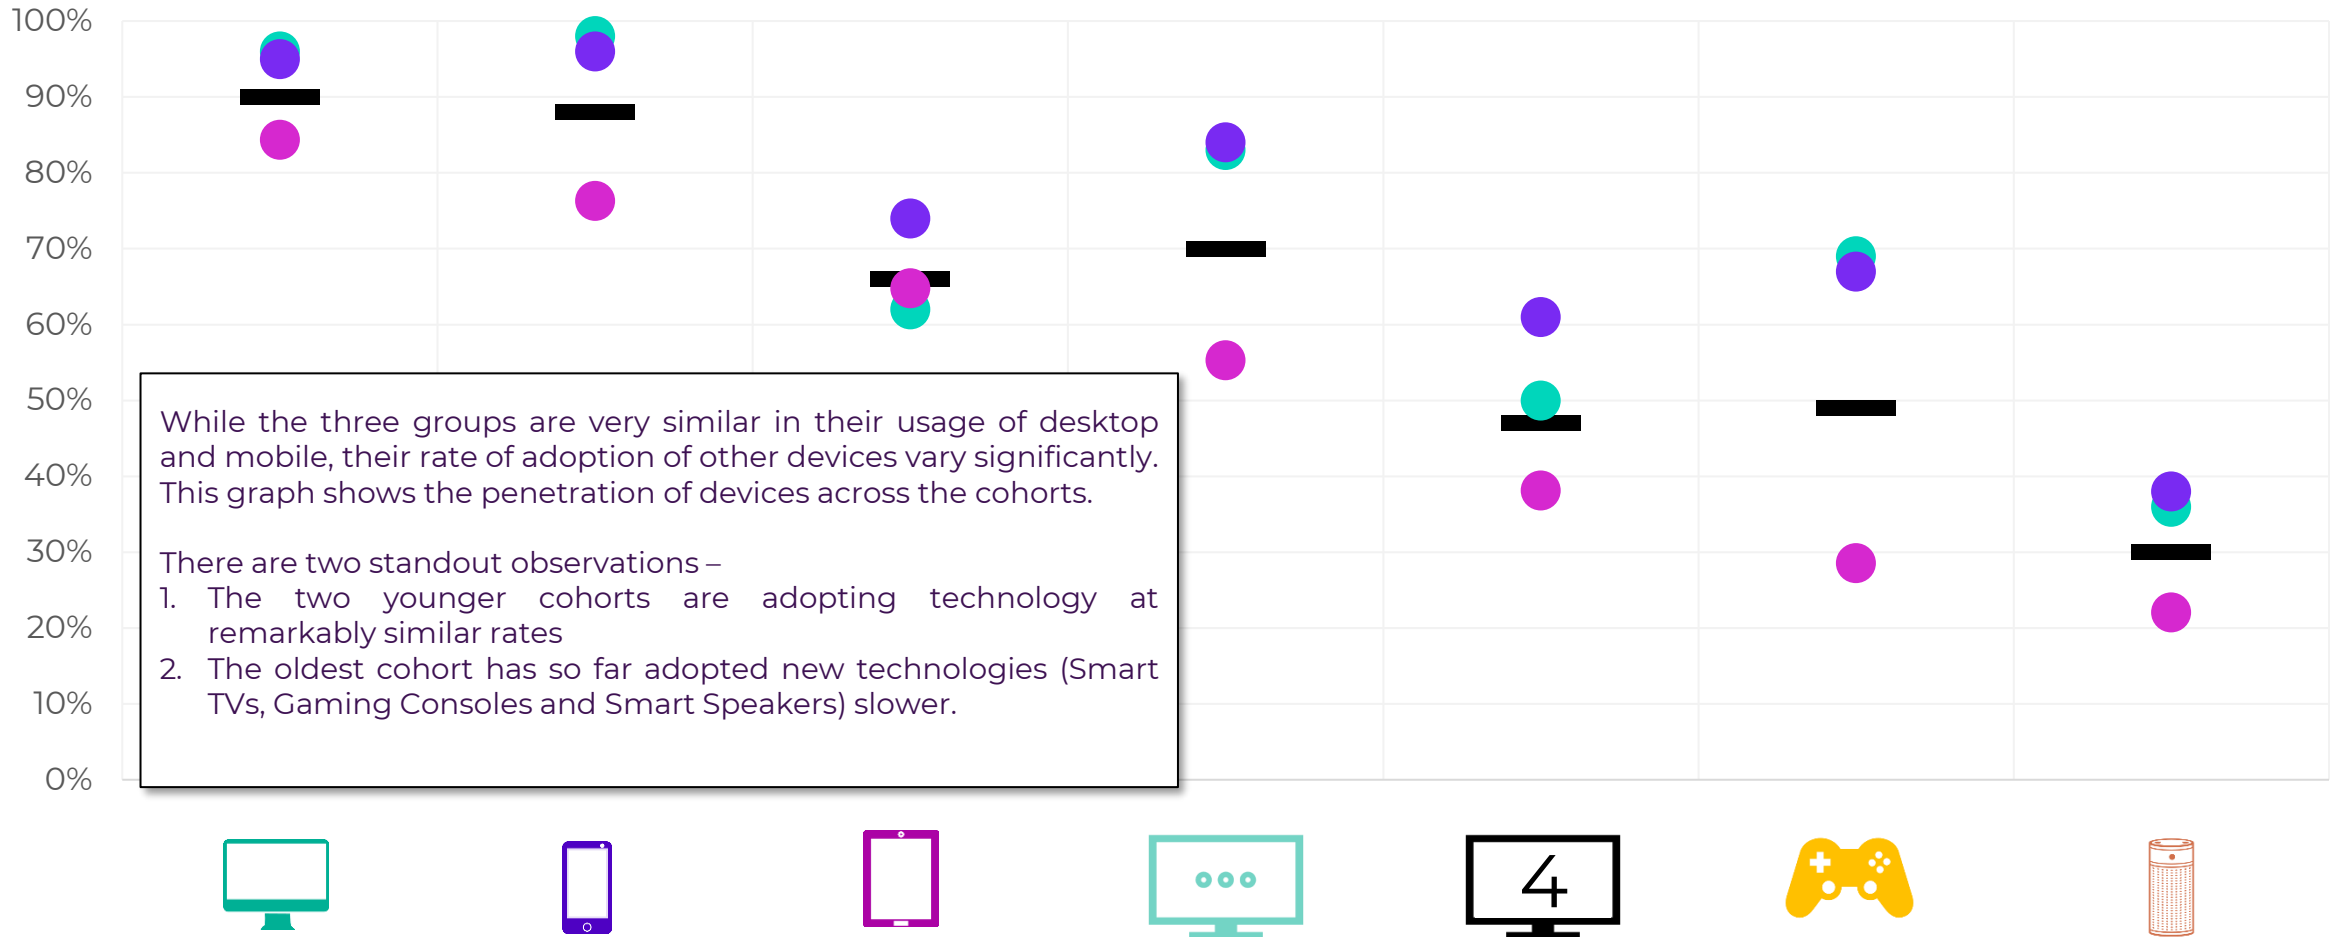 100%
90%
80%
70%
60%
50%
40%
30%
20%
10%
0%
While the three groups are very similar in their usage of desktop
and mobile, their rate of adoption of other devices vary significantly.
This graph shows the penetration of devices across the cohorts.
There are two standout observations –
1. The two younger cohorts are adopting technology at
remarkably similar rates
2. The oldest cohort has so far adopted new technologies (Smart
TVs, Gaming Consoles and Smart Speakers) slower.
4